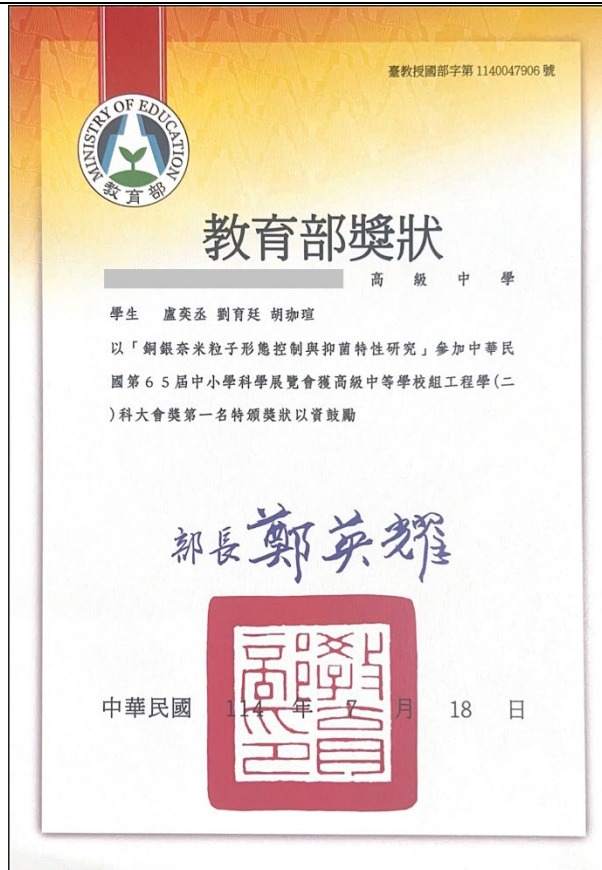 臺教授國部字第 1140047906 號
MINISTRY OF EDUCATION
教育部
教育部獎狀
高級中學
學生 盧奕丞 劉育廷 胡珈瑄
以「銅銀奈米粒子形態控制與抑菌特性研究」參加中華民
國第65屆中小學科學展覽會獲高級中等學校組工程學(二
)科大會獎第一名特頒獎狀以資鼓勵
部長鄭英耀
教育部印
中華民國 114 年 7 月 18 日